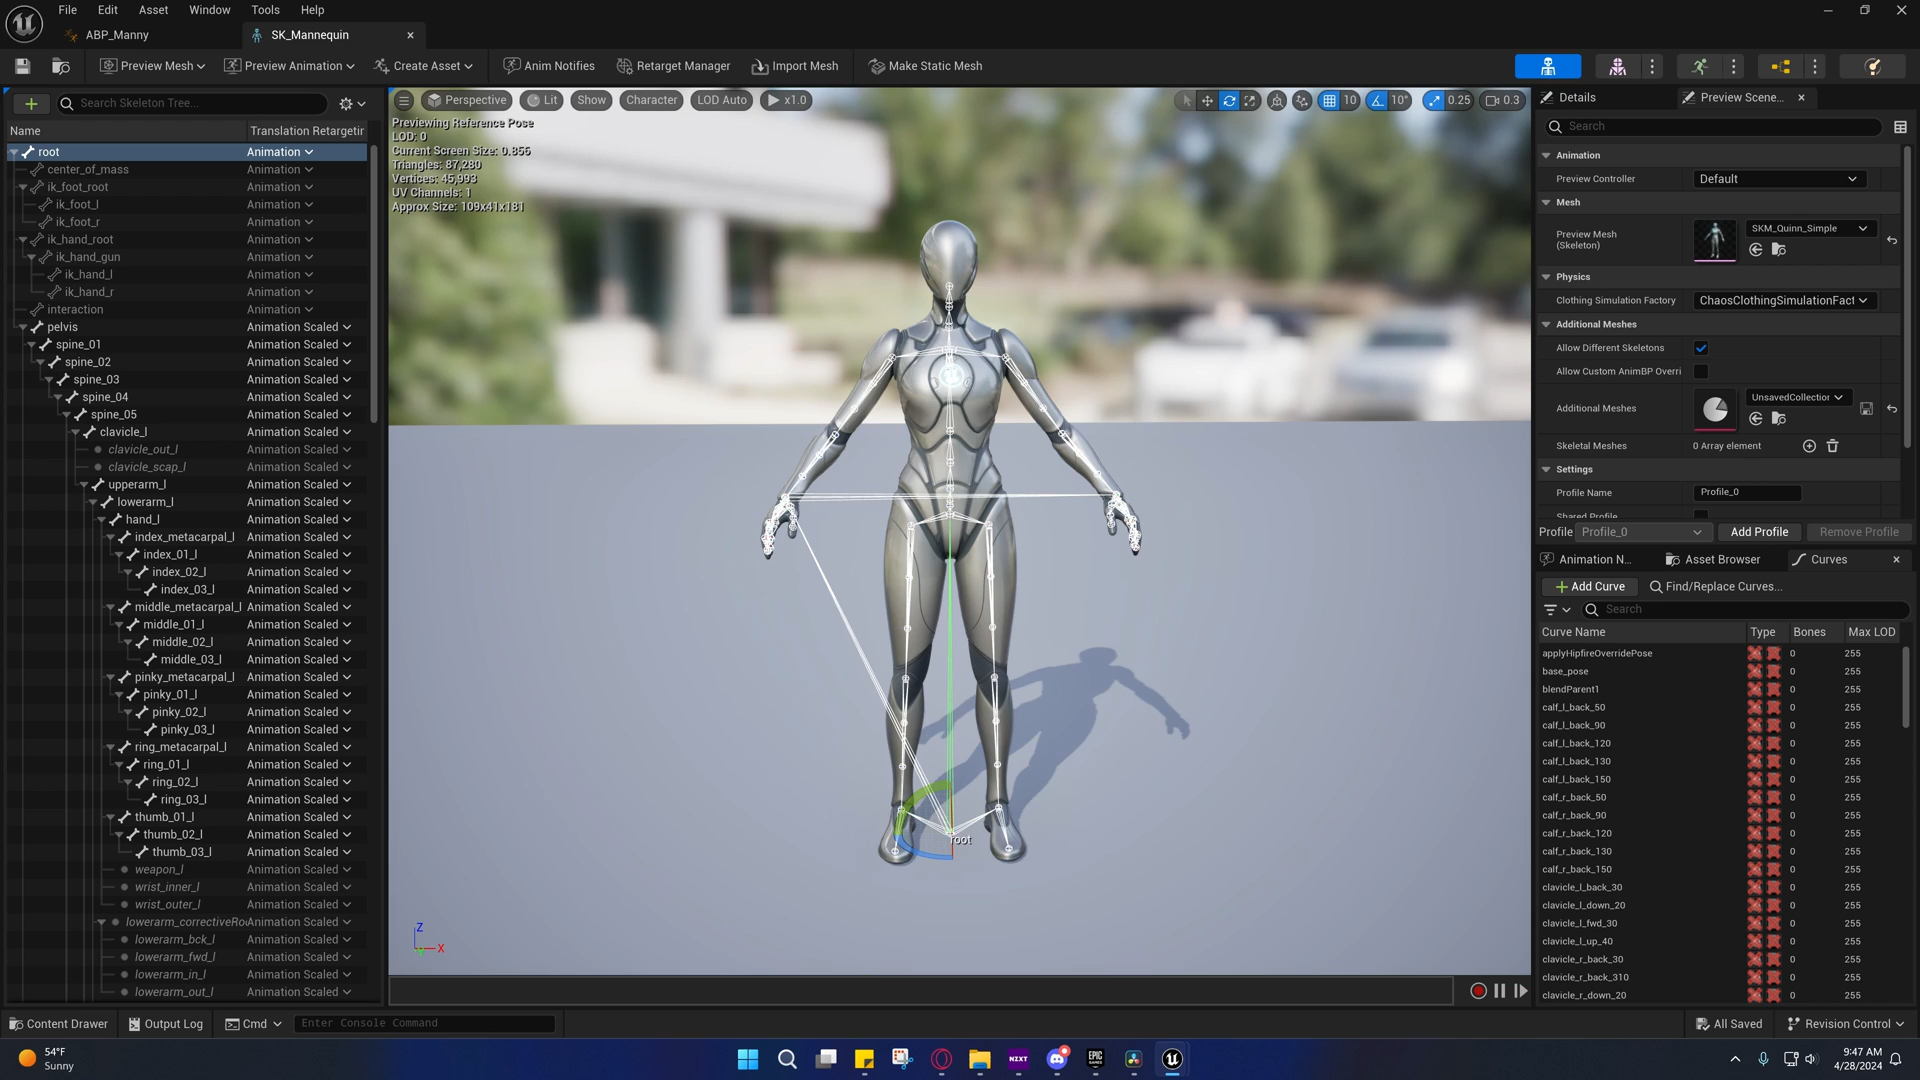 File Edit Asset Window Tools Help
ABP_Manny SK_Mannequin
Preview Mesh Preview Animation Create Asset Anim Notifies Retarget Manager Import Mesh Make Static Mesh
Search Skeleton Tree...
Name Translation Retargetir
root Animation
center_of_mass Animation
ik_foot_root Animation
ik_foot_l Animation
ik_foot_r Animation
ik_hand_root Animation
ik_hand_gun Animation
ik_hand_l Animation
ik_hand_r Animation
interaction Animation
pelvis Animation Scaled
spine_01 Animation Scaled
spine_02 Animation Scaled
spine_03 Animation Scaled
spine_04 Animation Scaled
spine_05 Animation Scaled
clavicle_l Animation Scaled
clavicle_out_l Animation Scaled
clavicle_scap_l Animation Scaled
upperarm_l Animation Scaled
lowerarm_l Animation Scaled
hand_l Animation Scaled
index_metacarpal_l Animation Scaled
index_01_l Animation Scaled
index_02_l Animation Scaled
index_03_l Animation Scaled
middle_metacarpal_l Animation Scaled
middle_01_l Animation Scaled
middle_02_l Animation Scaled
middle_03_l Animation Scaled
pinky_metacarpal_l Animation Scaled
pinky_01_l Animation Scaled
pinky_02_l Animation Scaled
pinky_03_l Animation Scaled
ring_metacarpal_l Animation Scaled
ring_01_l Animation Scaled
ring_02_l Animation Scaled
ring_03_l Animation Scaled
thumb_01_l Animation Scaled
thumb_02_l Animation Scaled
thumb_03_l Animation Scaled
weapon_l Animation Scaled
wrist_inner_l Animation Scaled
wrist_outer_l Animation Scaled
lowerarm_correctiveRo Animation Scaled
lowerarm_bck_l Animation Scaled
lowerarm_fwd_l Animation Scaled
lowerarm_in_l Animation Scaled
lowerarm_out_l Animation Scaled
Perspective Lit Show Character LOD Auto x1.0 10 10° 0.25 0.3
Previewing Reference Pose
LOD: 0
Current Screen Size: 0.856
Triangles: 87,280
Vertices: 45,993
UV Channels: 1
Approx Size: 109x41x181
root
Z
X
Details Preview Scene...
Search
Animation
Preview Controller Default
Mesh
Preview Mesh (Skeleton) SKM_Quinn_Simple
Physics
Clothing Simulation Factory ChaosClothingSimulationFact
Additional Meshes
Allow Different Skeletons
Allow Custom AnimBP Overri
Additional Meshes UnsavedCollection
Skeletal Meshes 0 Array element
Settings
Profile Name Profile_0
Shared Profile
Profile Profile_0 Add Profile Remove Profile
Animation N... Asset Browser Curves
Add Curve Find/Replace Curves...
Search
Curve Name Type Bones Max LOD
applyHipfireOverridePose 0 255
base_pose 0 255
blendParent1 0 255
calf_l_back_50 0 255
calf_l_back_90 0 255
calf_l_back_120 0 255
calf_l_back_130 0 255
calf_l_back_150 0 255
calf_r_back_50 0 255
calf_r_back_90 0 255
calf_r_back_120 0 255
calf_r_back_130 0 255
calf_r_back_150 0 255
clavicle_l_back_30 0 255
clavicle_l_down_20 0 255
clavicle_l_fwd_30 0 255
clavicle_l_up_40 0 255
clavicle_r_back_30 0 255
clavicle_r_back_310 0 255
clavicle_r_down_20 0 255
Content Drawer Output Log Cmd Enter Console Command All Saved Revision Control
54°F
Sunny
NZXT
EPIC GAMES
9:47 AM
4/28/2024